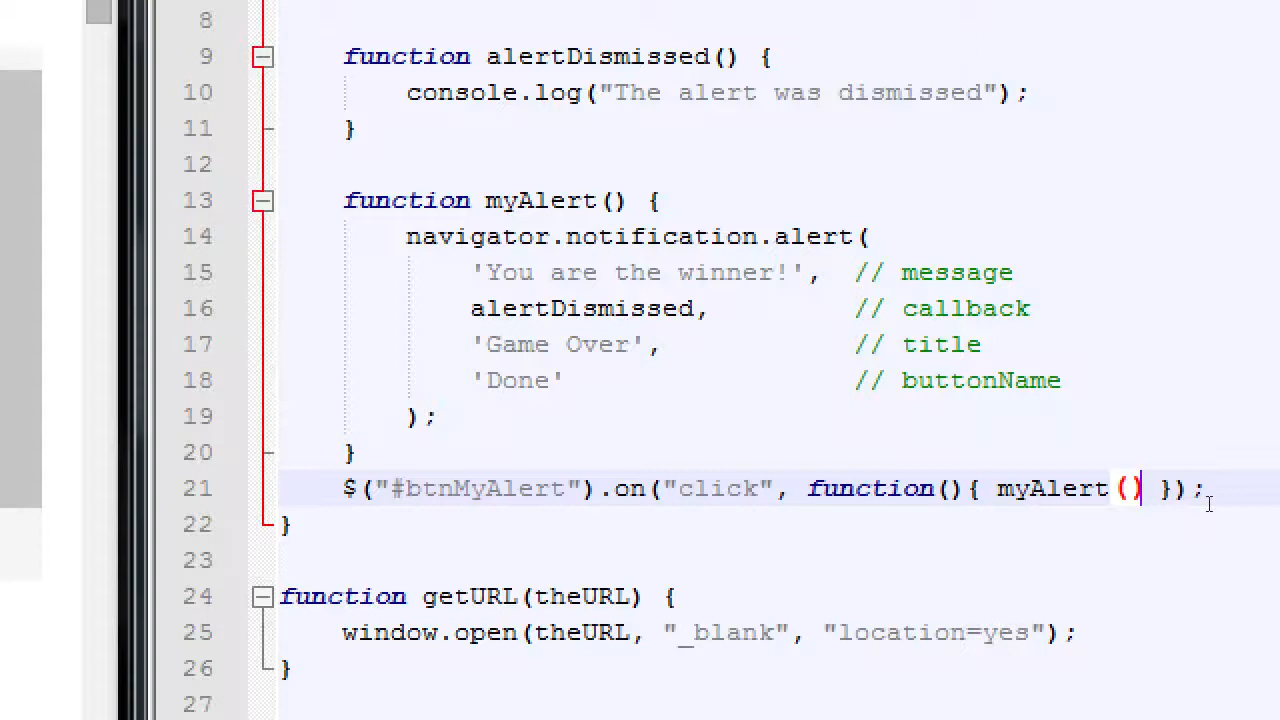 8
9 function alertDismissed() {
10 console.log("The alert was dismissed");
11 }
12
13 function myAlert() {
14 navigator.notification.alert(
15 'You are the winner!', // message
16 alertDismissed, // callback
17 'Game Over', // title
18 'Done' // buttonName
19 );
20 }
21 $("#btnMyAlert").on("click", function(){ myAlert() });
22 }
23
24 function getURL(theURL) {
25 window.open(theURL, "_blank", "location=yes");
26 }
27